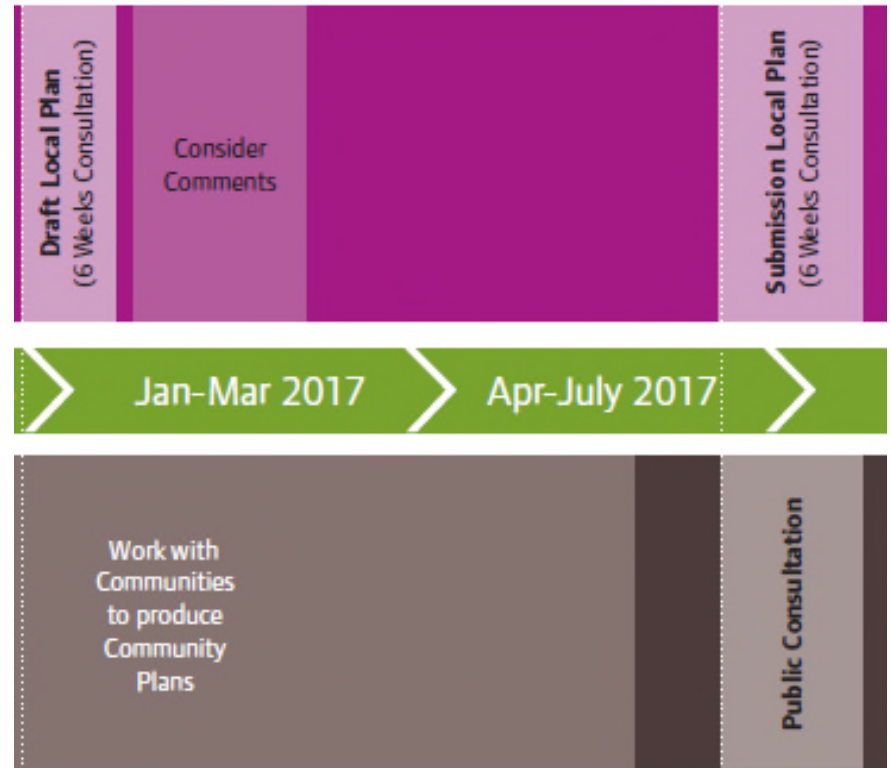 Draft Local Plan
(6 Weeks Consultation)
Consider
Comments
Submission Local Plan
(6 Weeks Consultation)
Jan-Mar 2017
Apr-July 2017
Work with
Communities
to produce
Community
Plans
Public Consultation